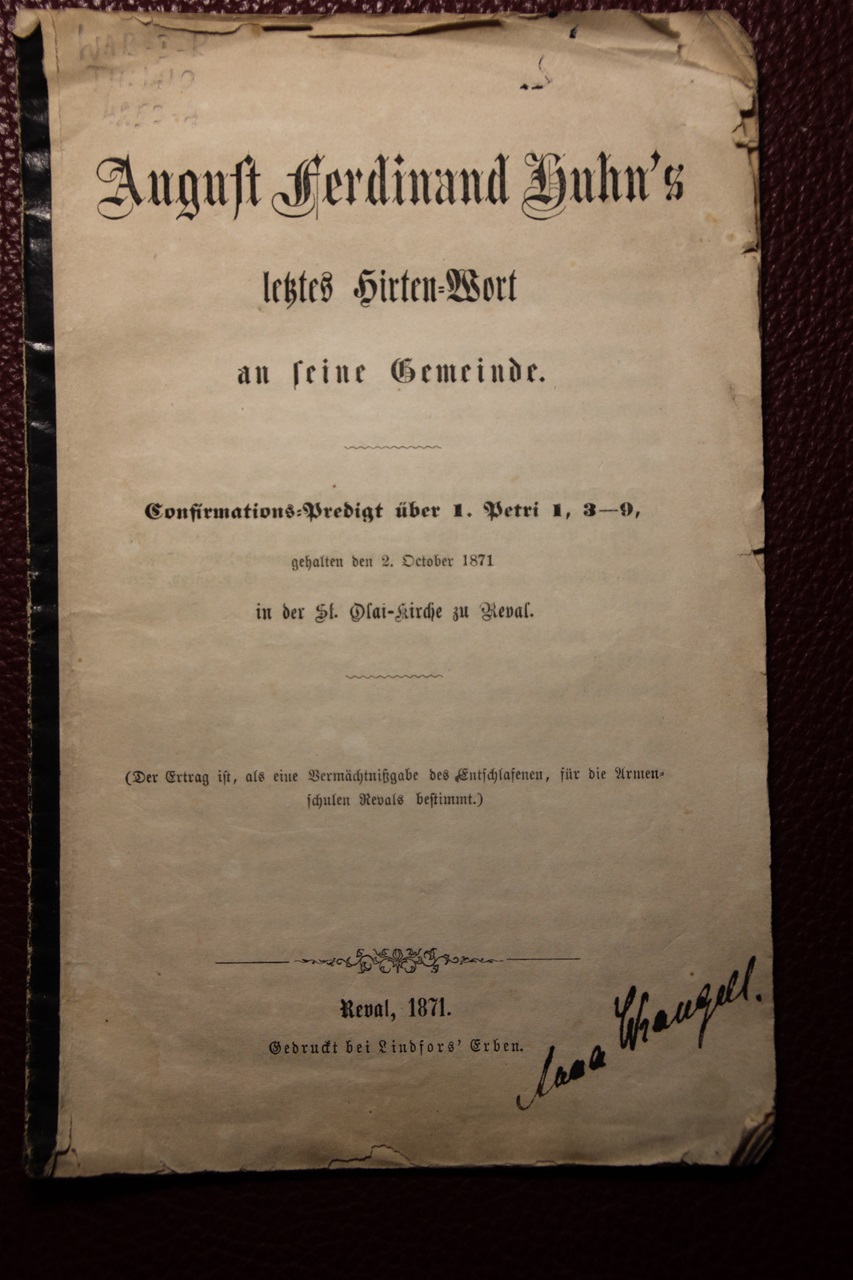 August Ferdinand Huhn's
letztes Hirten-Wort
an seine Gemeinde.
Confirmations-Predigt über 1. Petri 1, 3—9,
gehalten den 2. October 1871
in der St. Olai-Kirche zu Reval.
(Der Ertrag ist, als eine Vermächtnißgabe des Entschlafenen, für die Armen-
schulen Revals bestimmt.)
Reval, 1871.
Gedruckt bei Lindfors' Erben.
Anna Wrangell.